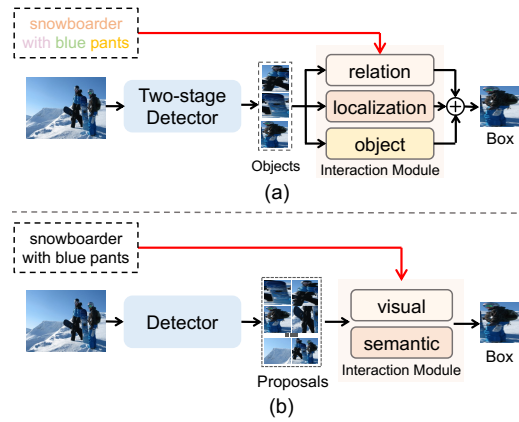 snowboarder
with blue pants
Two-stage
Detector
Objects
relation
localization
object
Interaction Module
Box
(a)
snowboarder
with blue pants
Detector
Proposals
visual
semantic
Interaction Module
Box
(b)